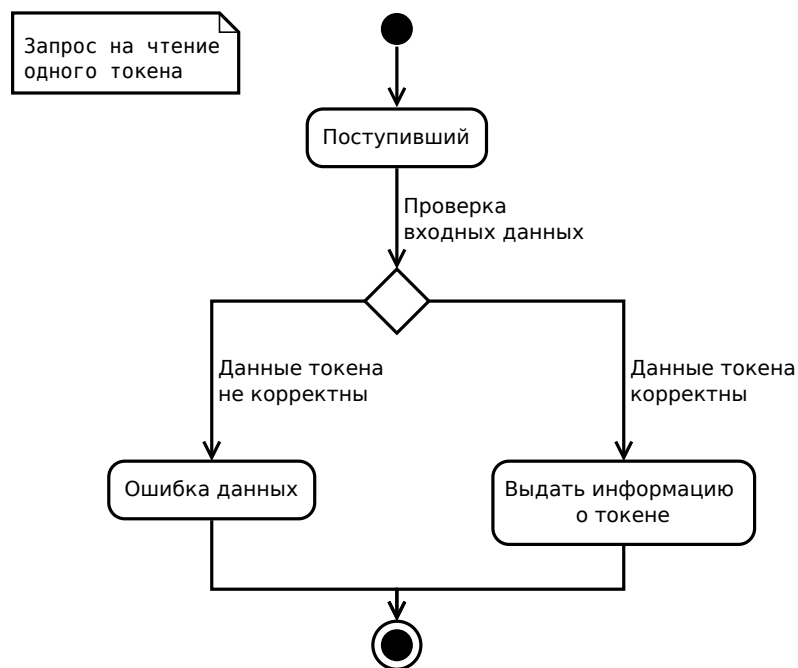 Запрос на чтение
одного токена
Поступивший
Проверка
входных данных
Данные токена
не корректны
Данные токена
корректны
Ошибка данных
Выдать информацию
о токене